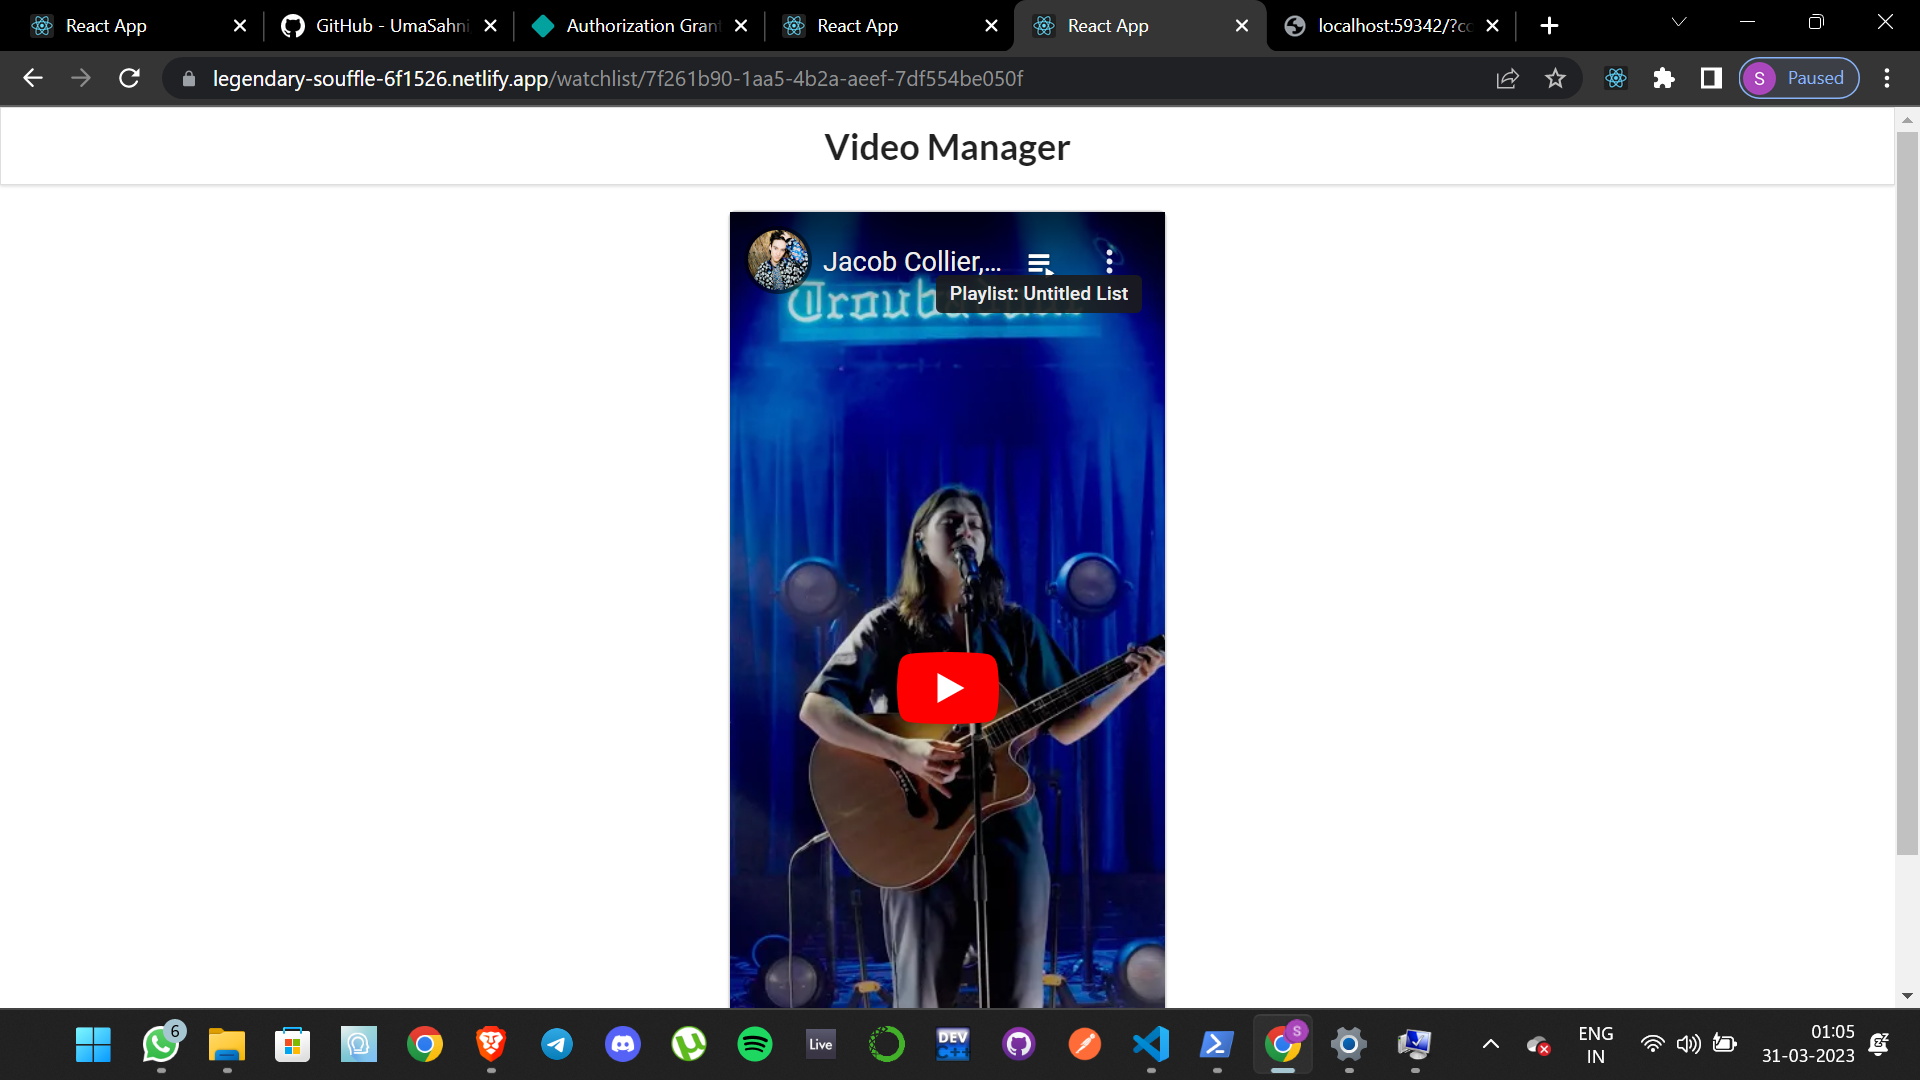 React App
GitHub - UmaSahni
Authorization Grant
React App
React App
localhost:59342/?cc
legendary-souffle-6f1526.netlify.app/watchlist/7f261b90-1aa5-4b2a-aeef-7df554be050f
S
Paused
Video Manager
Jacob Collier,...
Playlist: Untitled List
6
Live
DEV
C++
S
ENG
IN
01:05
31-03-2023